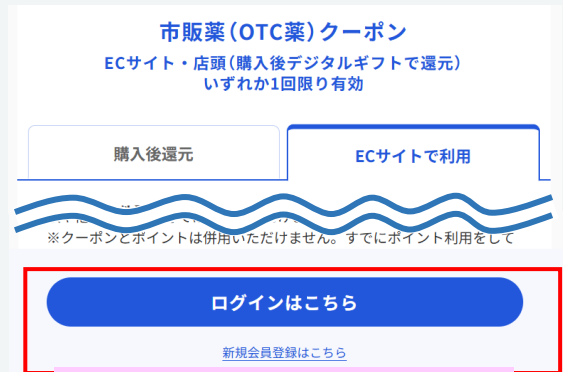 市販薬（OTC薬）クーポン
ECサイト・店頭（購入後デジタルギフトで還元）
いずれか1回限り有効
購入後還元
ECサイトで利用
※クーポンとポイントは併用いただけません。すでにポイント利用をして
ログインはこちら
新規会員登録はこちら